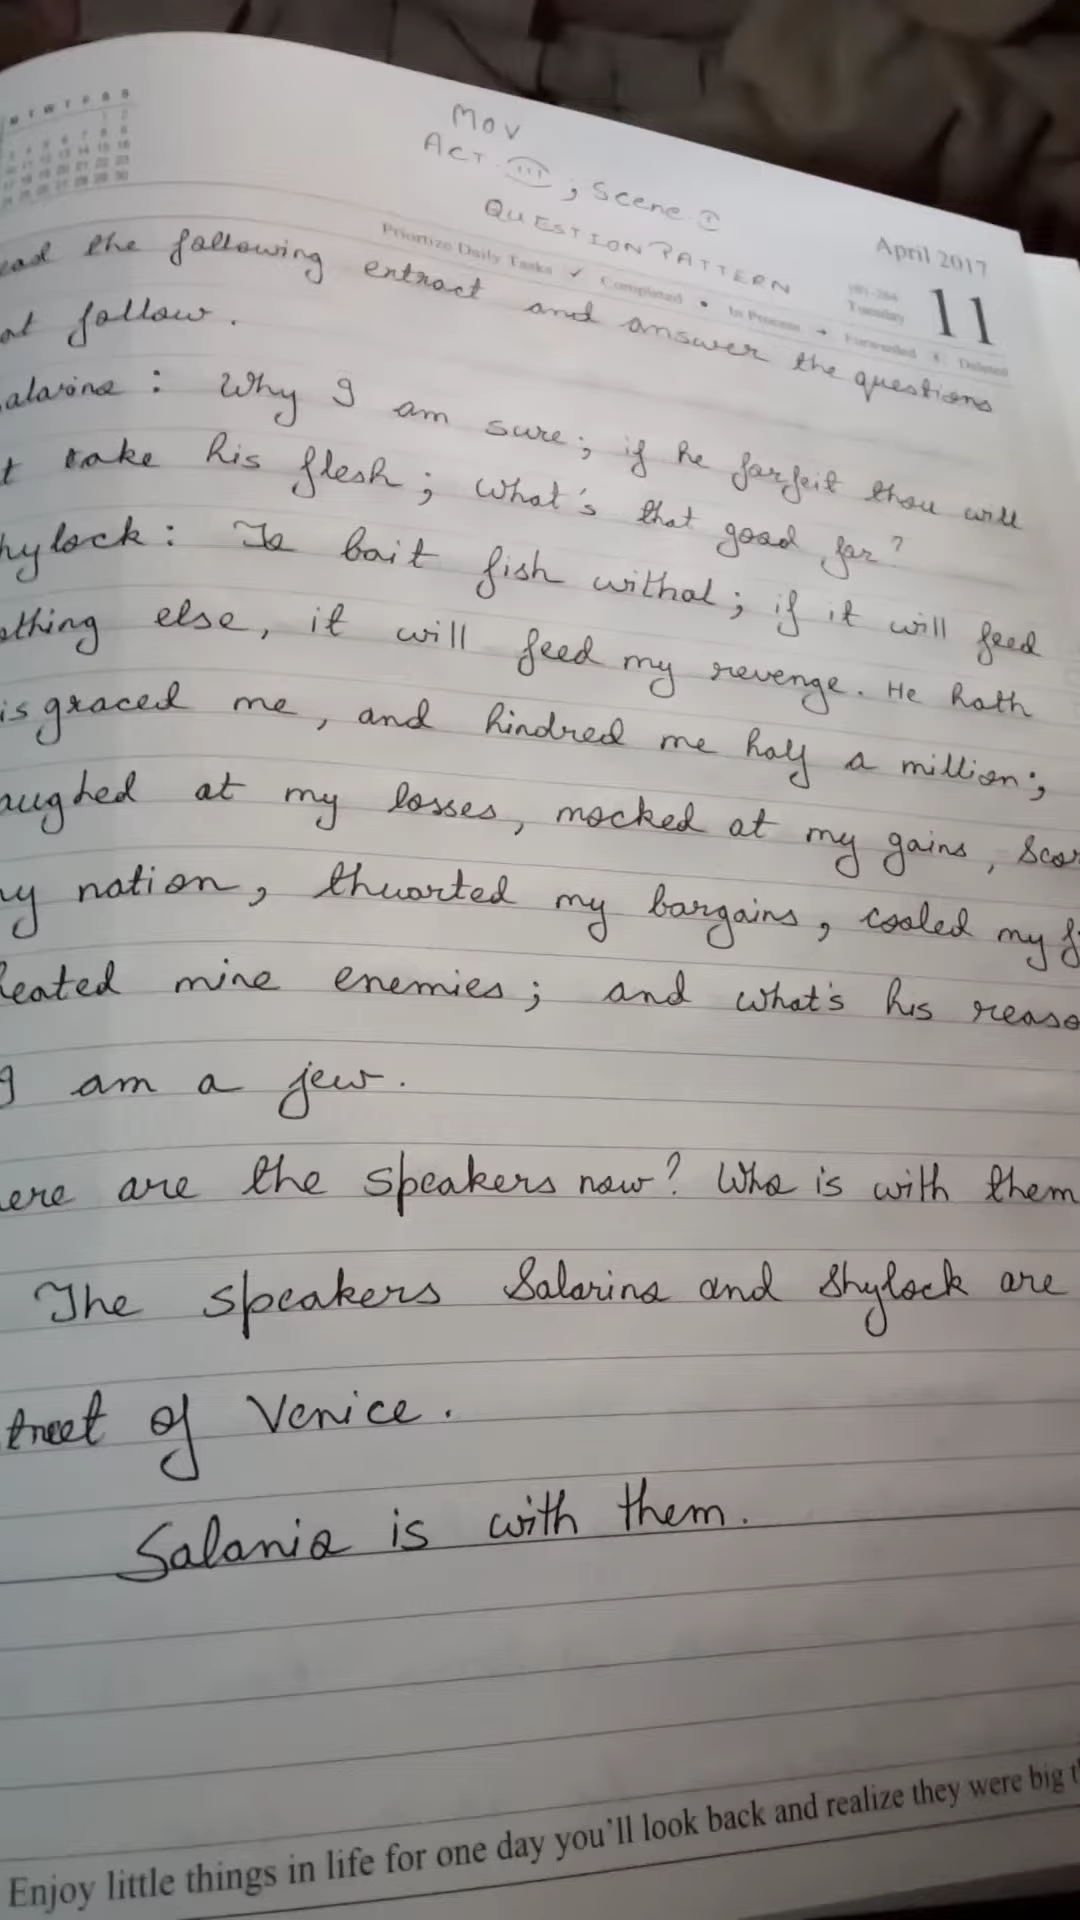 M T W T F S S
MOV
ACT III, Scene I
QUESTION PATTERN
April 2017
Tuesday
11
Prioritize Daily Tasks ✓ Completed • In Process → Forwarded Deleted
ead the following extract and answer the questions
at follow.
alarino : Why I am sure; if he forfeit thou will
t take his flesh; what's that good for?
hylock : To bait fish withal; if it will feed
othing else, it will feed my revenge. He hath
isgraced me, and hindred me half a million;
aughed at my losses, mocked at my gains, scor
ny nation, thwarted my bargains, cooled my f
heated mine enemies; and what's his reaso
I am a jew.
ere are the speakers now? Who is with them
The speakers Salarino and Shylock are
treet of Venice.
Salanio is with them.
Enjoy little things in life for one day you'll look back and realize they were big t